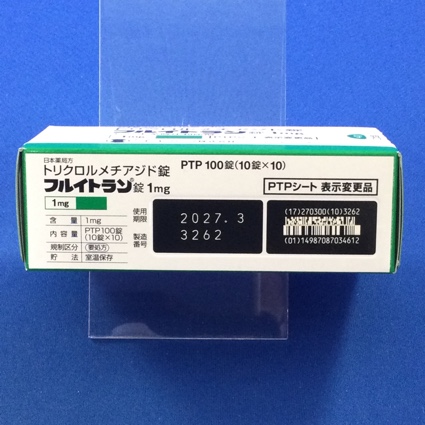 日本薬局方
トリクロルメチアジド錠
フルイトラン錠1mg
PTP 100錠(10錠×10)
PTPシート 表示変更品
1mg
含量 1mg
内容量 PTP100錠
(10錠×10)
規制区分 (要処方)
貯法 室温保存
使用
期限
2027.3
製造
番号
3262
(17)270300(10)3262
(01)14987087034612